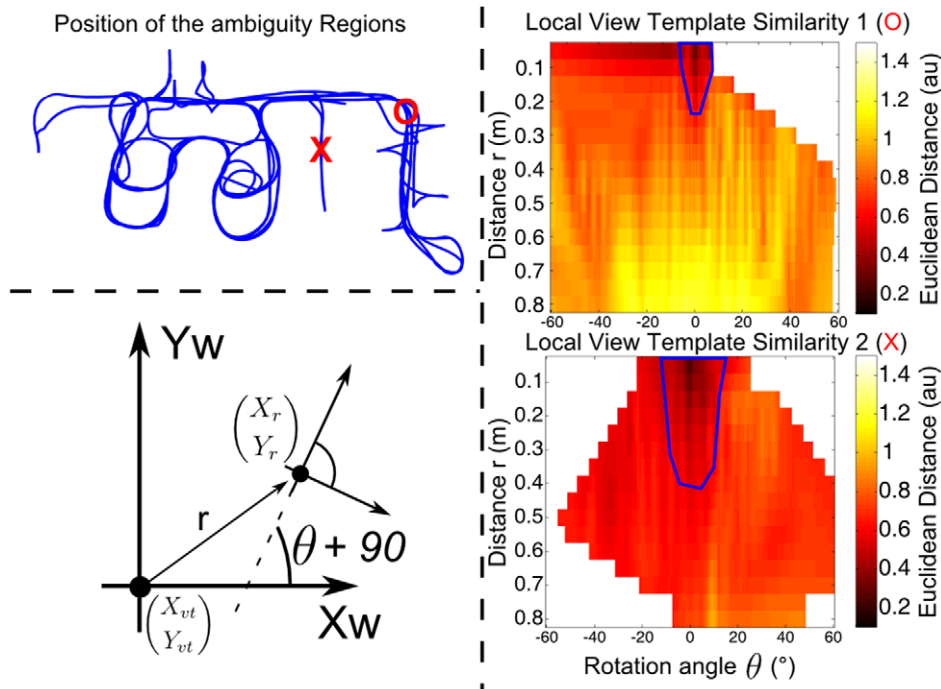 Position of the ambiguity Regions
O
X
Yw
Xr
Yr
r
θ + 90
Xvt
Yvt
Xw
Local View Template Similarity 1 (O)
Distance r (m)
0.1
0.2
0.3
0.4
0.5
0.6
0.7
0.8
-60 -40 -20 0 20 40 60
1.4
1.2
1
0.8
0.6
0.4
0.2
Euclidean Distance (au)
Local View Template Similarity 2 (X)
Distance r (m)
0.1
0.2
0.3
0.4
0.5
0.6
0.7
0.8
-60 -40 -20 0 20 40 60
Rotation angle θ (°)
1.4
1.2
1
0.8
0.6
0.4
0.2
Euclidean Distance (au)